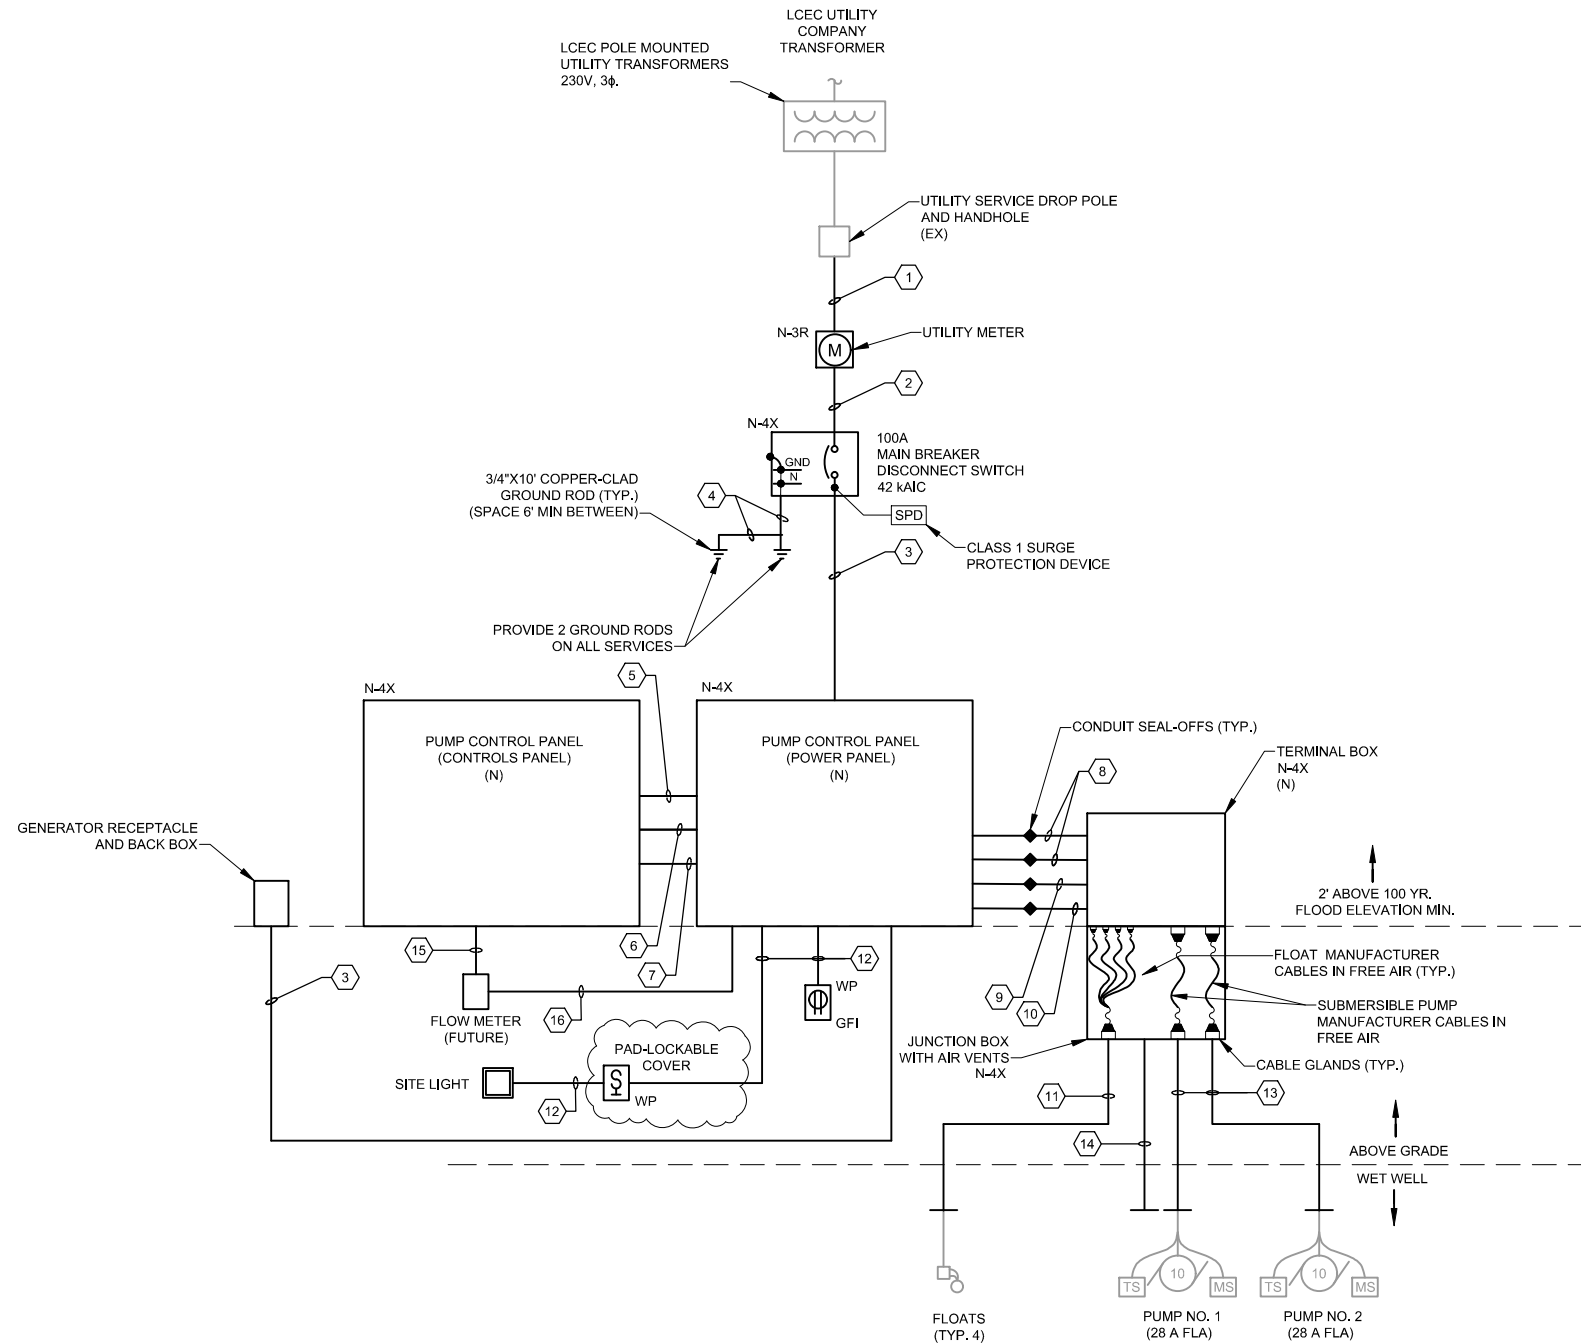 LCEC UTILITY
COMPANY
TRANSFORMER
LCEC POLE MOUNTED
UTILITY TRANSFORMERS
230V, 3ϕ.
UTILITY SERVICE DROP POLE
AND HANDHOLE
(EX)
1
N-3R
M
UTILITY METER
2
N-4X
GND
N
100A
MAIN BREAKER
DISCONNECT SWITCH
42 kAIC
3/4"X10' COPPER-CLAD
GROUND ROD (TYP.)
(SPACE 6' MIN BETWEEN)
4
SPD
3
CLASS 1 SURGE
PROTECTION DEVICE
PROVIDE 2 GROUND RODS
ON ALL SERVICES
5
N-4X
N-4X
PUMP CONTROL PANEL
(CONTROLS PANEL)
(N)
PUMP CONTROL PANEL
(POWER PANEL)
(N)
CONDUIT SEAL-OFFS (TYP.)
8
TERMINAL BOX
N-4X
(N)
GENERATOR RECEPTACLE
AND BACK BOX
2' ABOVE 100 YR.
FLOOD ELEVATION MIN.
15
6
7
12
3
9
10
FLOAT MANUFACTURER
CABLES IN FREE AIR (TYP.)
SUBMERSIBLE PUMP
MANUFACTURER CABLES IN
FREE AIR
WP
GFI
FLOW METER
(FUTURE)
16
JUNCTION BOX
WITH AIR VENTS
N-4X
CABLE GLANDS (TYP.)
PAD-LOCKABLE
COVER
SITE LIGHT
12
WP
11
13
14
ABOVE GRADE
WET WELL
TS
10
MS
TS
10
MS
FLOATS
(TYP. 4)
PUMP NO. 1
(28 A FLA)
PUMP NO. 2
(28 A FLA)